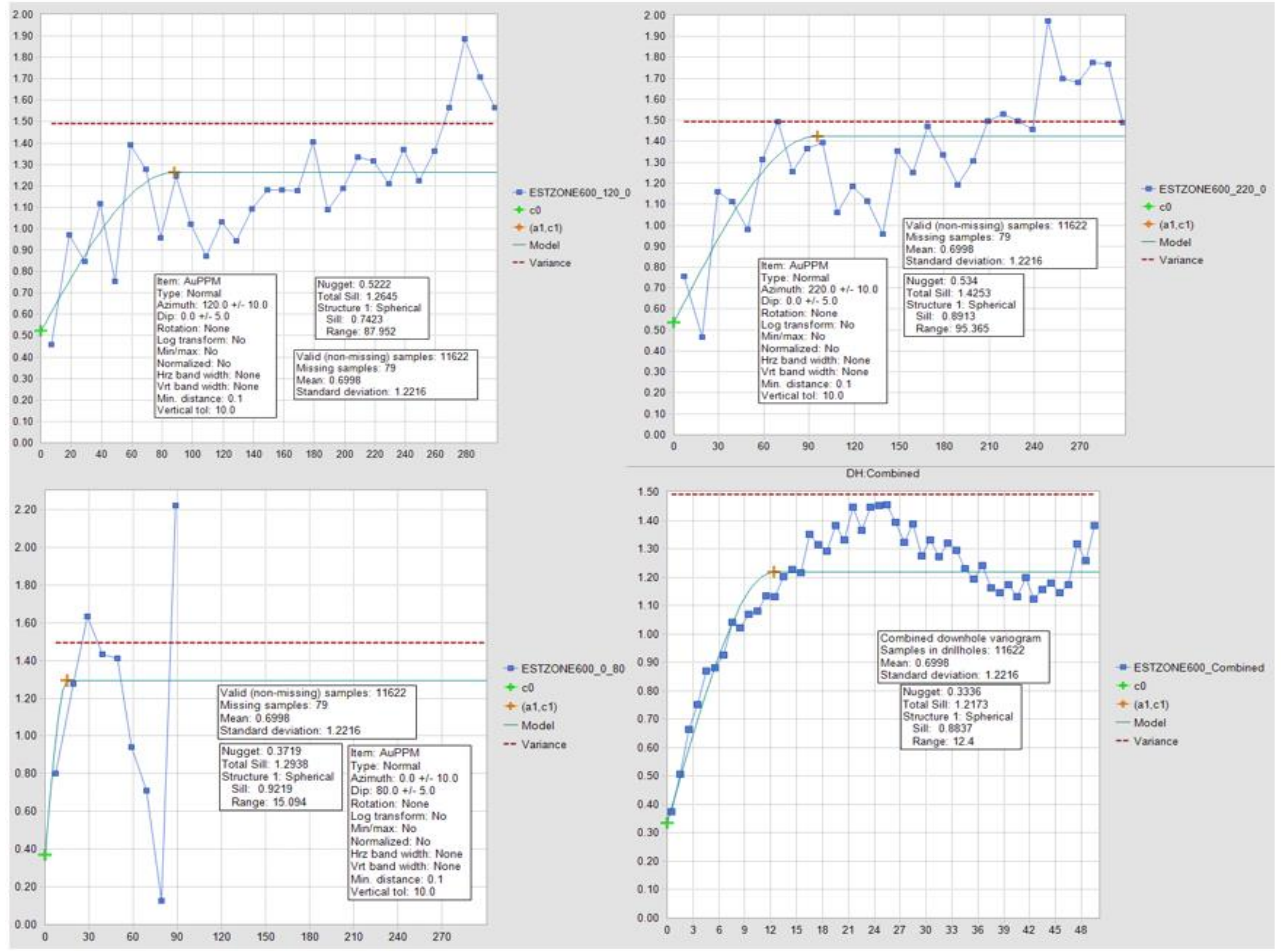 2.00
1.90
1.80
1.70
1.60
1.50
1.40
1.30
1.20
1.10
1.00
0.90
0.80
0.70
0.60
0.50
0.40
0.30
0.20
0.10
0.00
0 20 40 60 80 100 120 140 160 180 200 220 240 260 280
ESTZONE600_120_0
c0
(a1,c1)
Model
Variance
Item: AuPPM
Type: Normal
Azimuth: 120.0 +/- 10.0
Dip: 0.0 +/- 5.0
Rotation: None
Log transform: No
Min/max: No
Normalized: No
Hrz band width: None
Vrt band width: None
Min. distance: 0.1
Vertical tol: 10.0
Nugget: 0.5222
Total Sill: 1.2645
Structure 1: Spherical
Sill: 0.7423
Range: 87.952
Valid (non-missing) samples: 11622
Missing samples: 79
Mean: 0.6998
Standard deviation: 1.2216
2.00
1.90
1.80
1.70
1.60
1.50
1.40
1.30
1.20
1.10
1.00
0.90
0.80
0.70
0.60
0.50
0.40
0.30
0.20
0.10
0.00
0 30 60 90 120 150 180 210 240 270
ESTZONE600_220_0
c0
(a1,c1)
Model
Variance
Valid (non-missing) samples: 11622
Missing samples: 79
Mean: 0.6998
Standard deviation: 1.2216
Item: AuPPM
Type: Normal
Azimuth: 220.0 +/- 10.0
Dip: 0.0 +/- 5.0
Rotation: None
Log transform: No
Min/max: No
Normalized: No
Hrz band width: None
Vrt band width: None
Min. distance: 0.1
Vertical tol: 10.0
Nugget: 0.534
Total Sill: 1.4253
Structure 1: Spherical
Sill: 0.8913
Range: 95.365
2.20
2.00
1.80
1.60
1.40
1.20
1.00
0.80
0.60
0.40
0.20
0.00
0 30 60 90 120 150 180 210 240 270
ESTZONE600_0_80
c0
(a1,c1)
Model
Variance
Valid (non-missing) samples: 11622
Missing samples: 79
Mean: 0.6998
Standard deviation: 1.2216
Nugget: 0.3719
Total Sill: 1.2938
Structure 1: Spherical
Sill: 0.9219
Range: 15.094
Item: AuPPM
Type: Normal
Azimuth: 0.0 +/- 10.0
Dip: 80.0 +/- 5.0
Rotation: None
Log transform: No
Min/max: No
Normalized: No
Hrz band width: None
Vrt band width: None
Min. distance: 0.1
Vertical tol: 10.0
DH:Combined
1.50
1.40
1.30
1.20
1.10
1.00
0.90
0.80
0.70
0.60
0.50
0.40
0.30
0.20
0.10
0.00
0 3 6 9 12 15 18 21 24 27 30 33 36 39 42 45 48
ESTZONE600_Combined
c0
(a1,c1)
Model
Variance
Combined downhole variogram
Samples in drillholes: 11622
Mean: 0.6998
Standard deviation: 1.2216
Nugget: 0.3336
Total Sill: 1.2173
Structure 1: Spherical
Sill: 0.8837
Range: 12.4